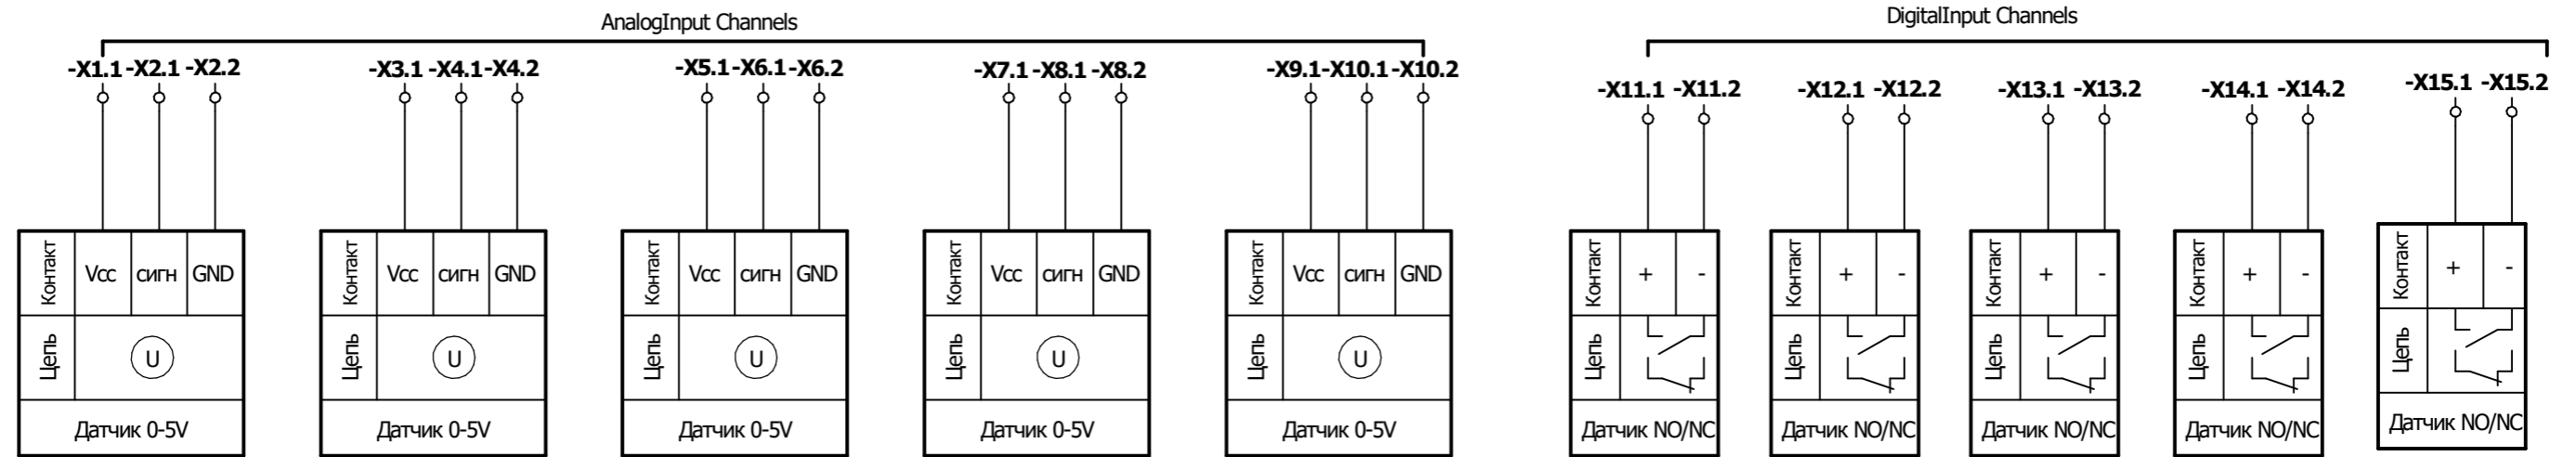 AnalogInput Channels
DigitalInput Channels
-X1.1 -X2.1 -X2.2
-X3.1 -X4.1 -X4.2
-X5.1 -X6.1 -X6.2
-X7.1 -X8.1 -X8.2
-X9.1 -X10.1 -X10.2
-X11.1 -X11.2
-X12.1 -X12.2
-X13.1 -X13.2
-X14.1 -X14.2
-X15.1 -X15.2
Контакт Vcc сигн GND
Цепь U
Датчик 0-5V
Контакт Vcc сигн GND
Цепь U
Датчик 0-5V
Контакт Vcc сигн GND
Цепь U
Датчик 0-5V
Контакт Vcc сигн GND
Цепь U
Датчик 0-5V
Контакт Vcc сигн GND
Цепь U
Датчик 0-5V
Контакт + -
Цепь
Датчик NO/NC
Контакт + -
Цепь
Датчик NO/NC
Контакт + -
Цепь
Датчик NO/NC
Контакт + -
Цепь
Датчик NO/NC
Контакт + -
Цепь
Датчик NO/NC